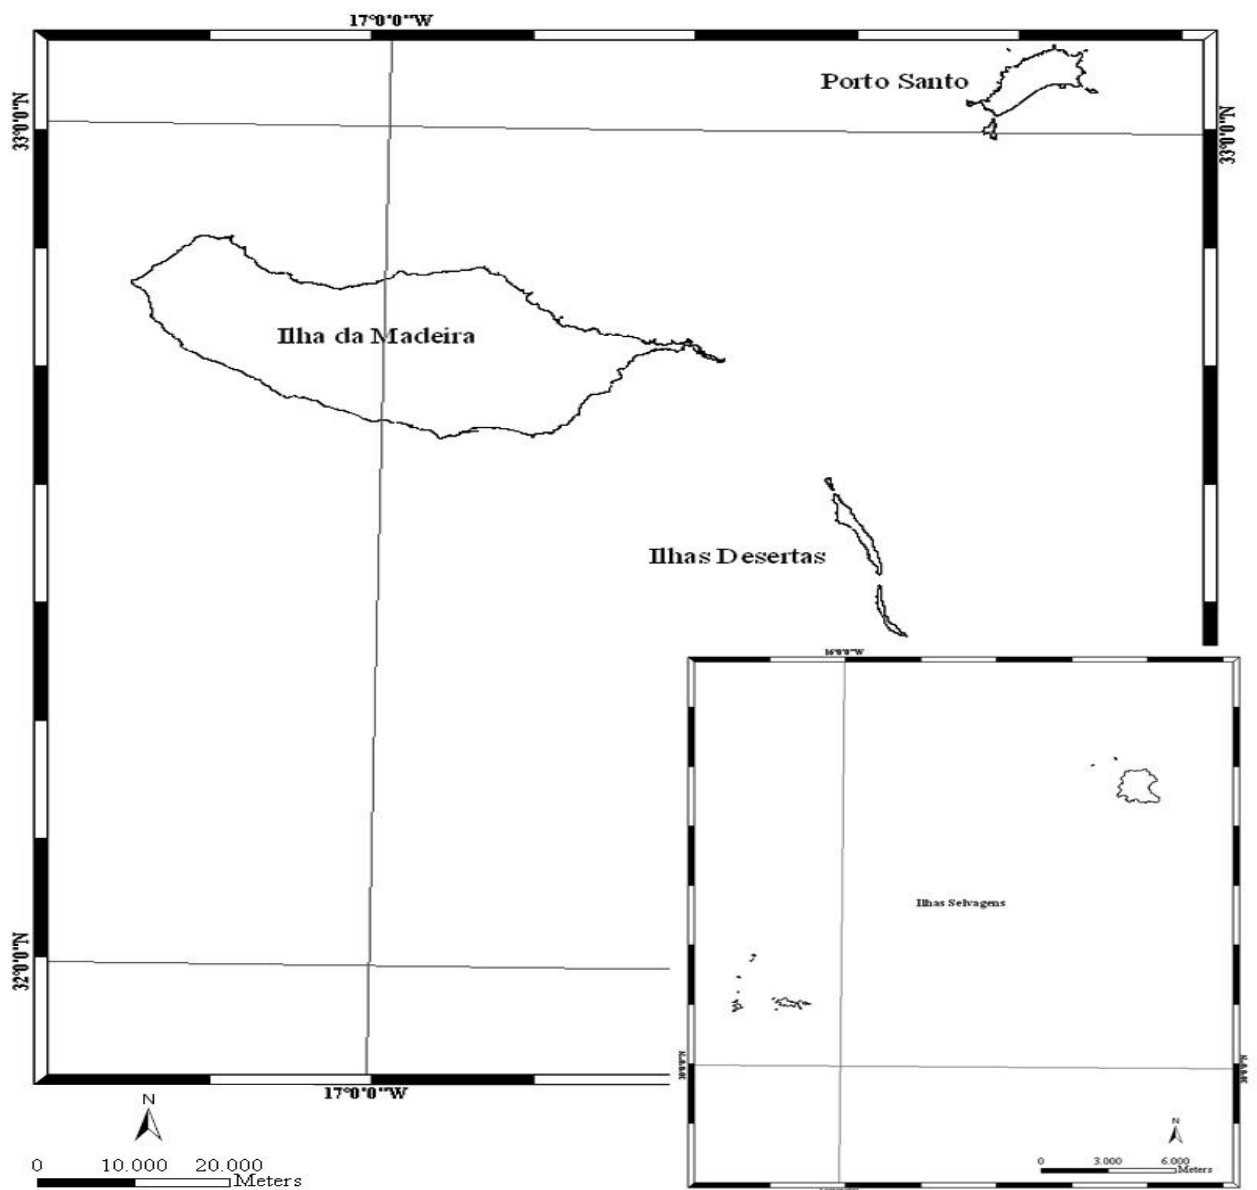 17°0'0"W
Porto Santo
33°0'0"N
33°0'0"N
Ilha da Madeira
Ilhas Desertas
16°0'0"W
Ilhas Selvagens
32°0'0"N
17°0'0"W
N
N
0 10.000 20.000
Meters
0 3.000 6.000
Meters